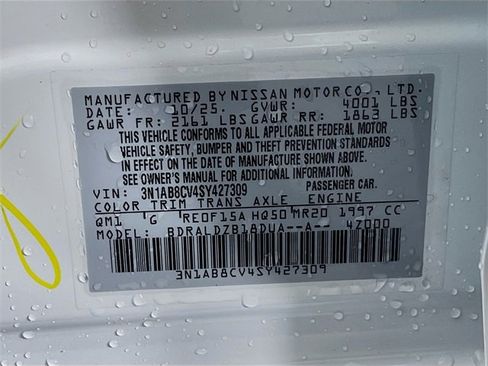 MANUFACTURED BY NISSAN MOTOR CO., LTD.
DATE: 10/25 GVWR: 4001 LBS
GAWR FR: 2161 LBS GAWR RR: 1863 LBS
THIS VEHICLE CONFORMS TO ALL APPLICABLE FEDERAL MOTOR
VEHICLE SAFETY, BUMPER AND THEFT PREVENTION STANDARDS
IN EFFECT ON THE DATE OF MANUFACTURE SHOWN ABOVE.
SEE OWNER'S MANUAL FOR ADDITIONAL INFORMATION.
VIN: 3N1AB8CV4SY427309 PASSENGER CAR.
COLOR TRIM TRANS AXLE ENGINE
QM1 G RE0F15A HQ50 MR20 1997 CC
MODEL: BDRALDZB18DUA--A-- 4Z000
3N1AB8CV4SY427309